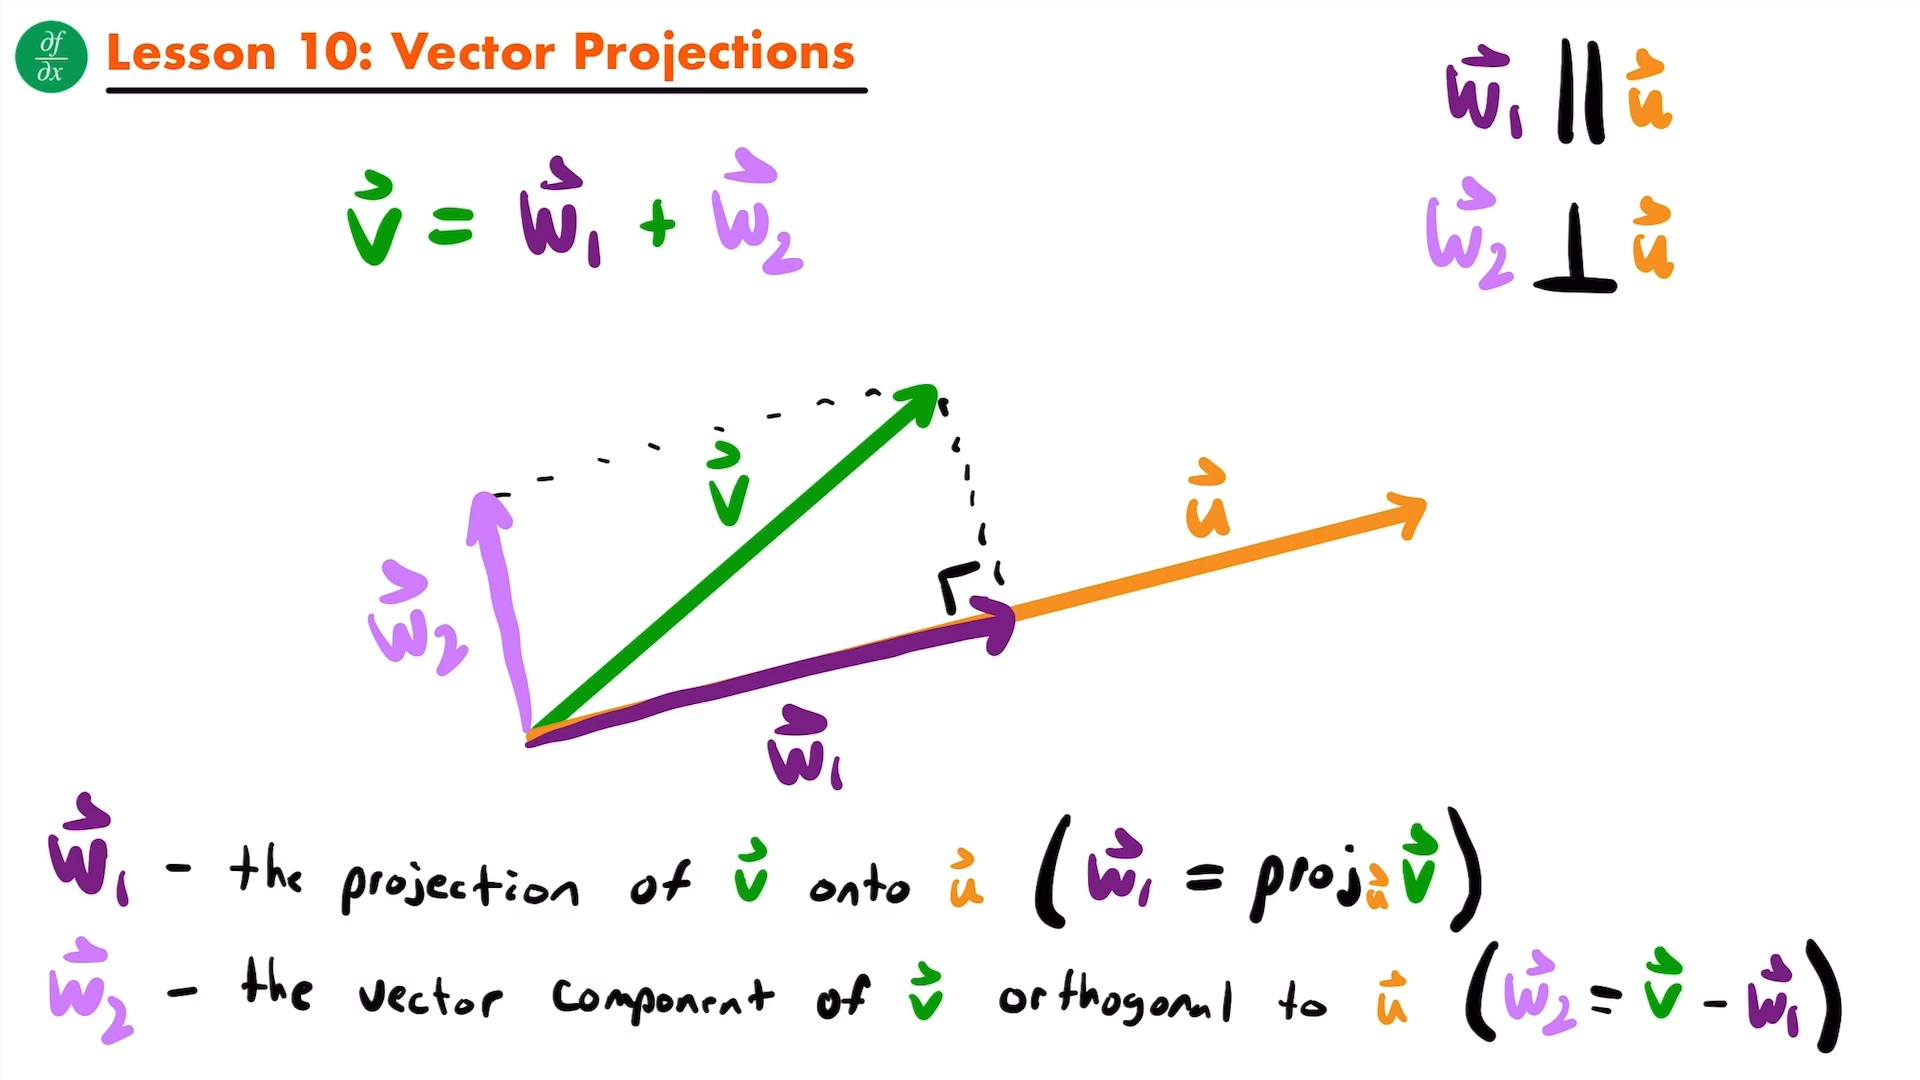 ∂f/∂x
Lesson 10: Vector Projections
w⃗₁ ∥ u⃗
v⃗ = w⃗₁ + w⃗₂
w⃗₂ ⊥ u⃗
v⃗
u⃗
w⃗₂
w⃗₁
w⃗₁ - the projection of v⃗ onto u⃗ (w⃗₁ = proj_u⃗ v⃗)
w⃗₂ - the vector component of v⃗ orthogonal to u⃗ (w⃗₂ = v⃗ - w⃗₁)